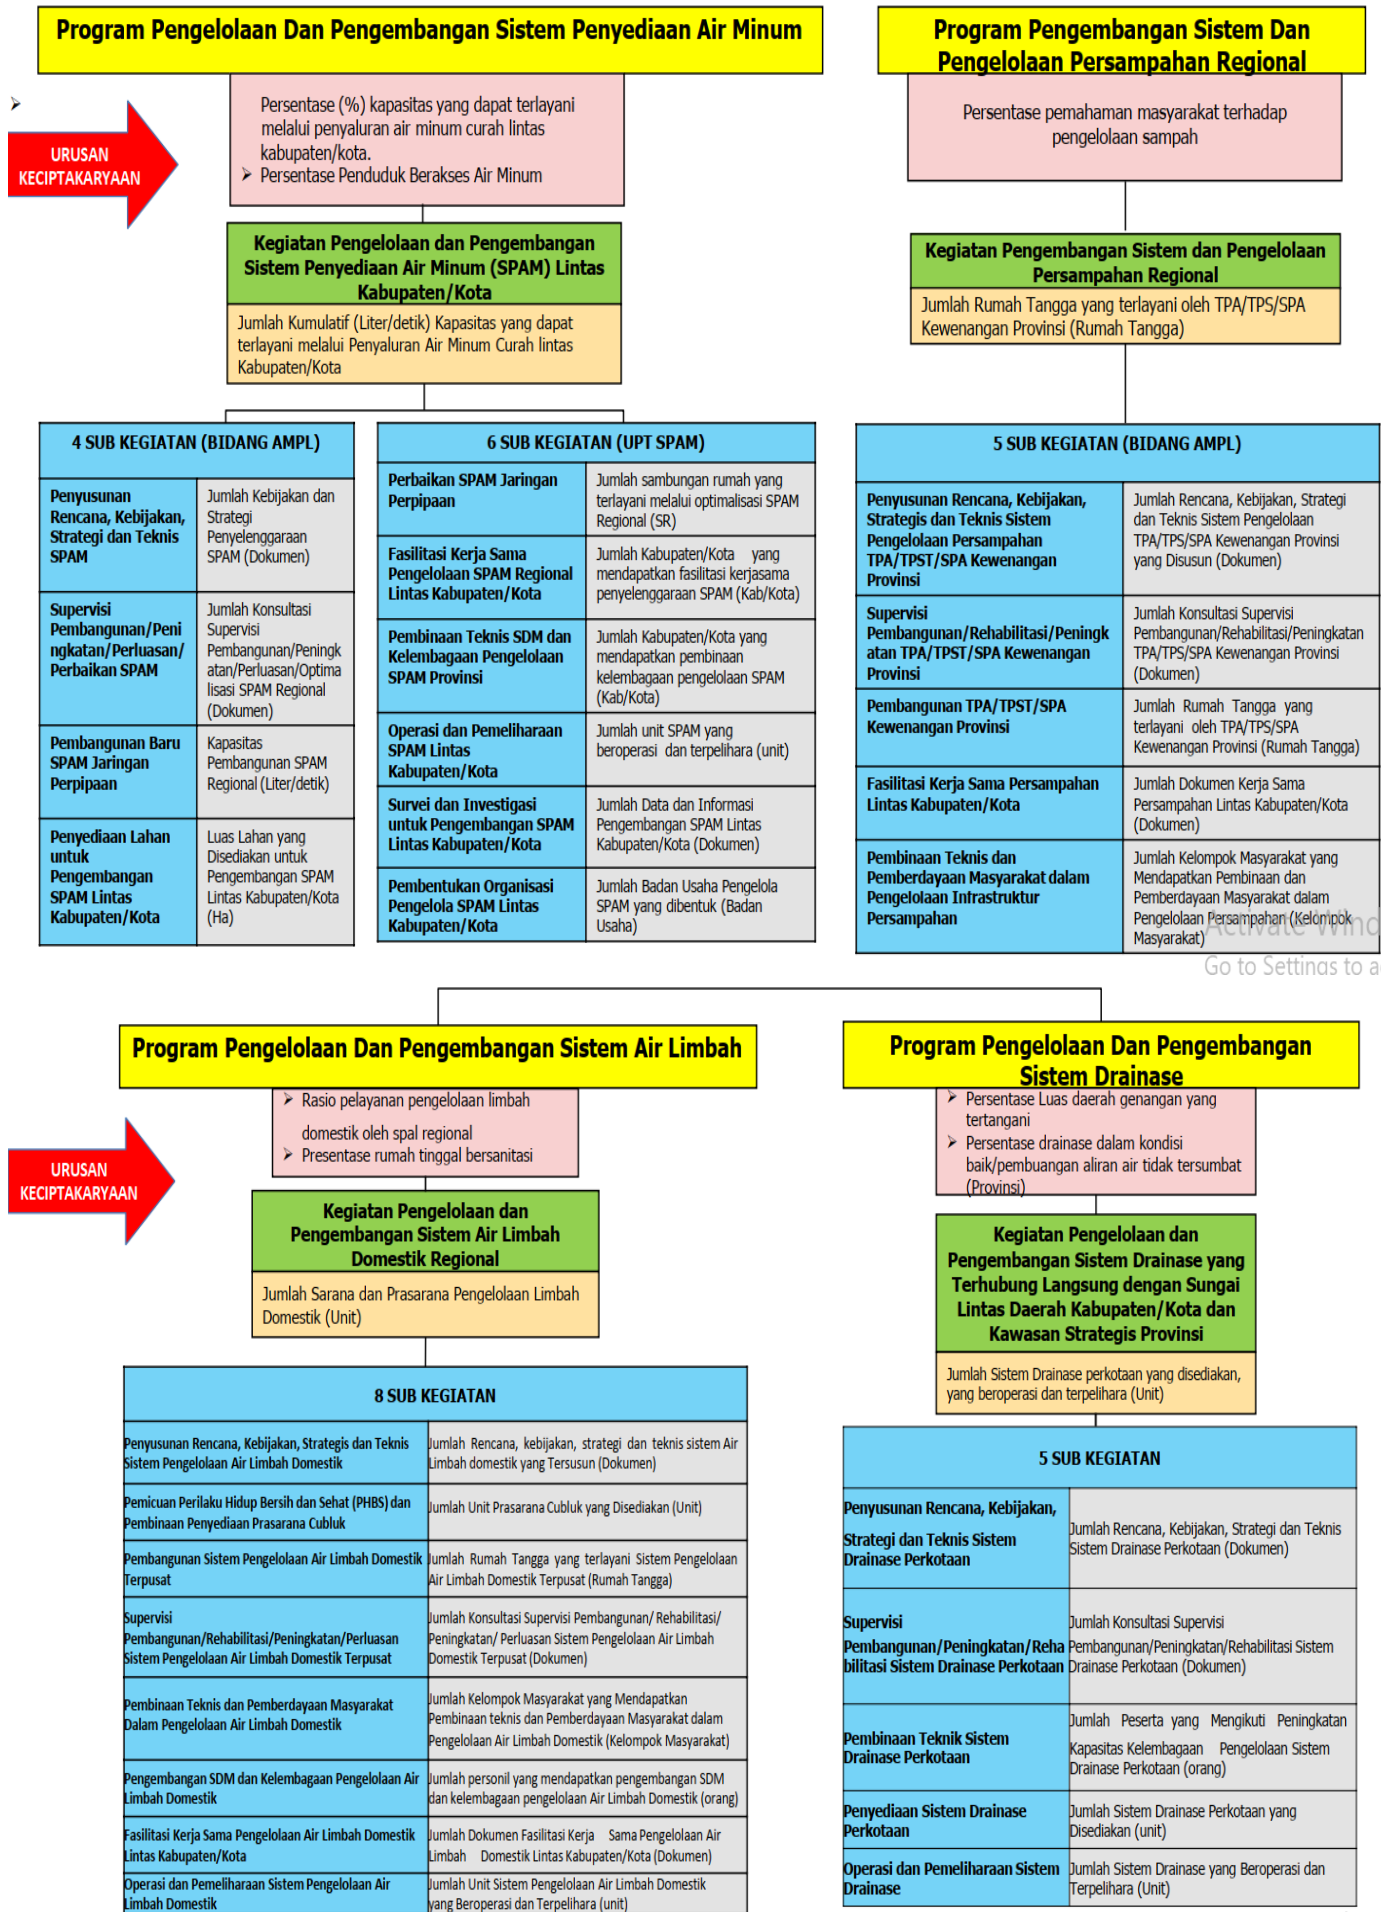 Program Pengelolaan Dan Pengembangan Sistem Penyediaan Air Minum
➢
URUSAN
KECIPTAKARYAAN
Persentase (%) kapasitas yang dapat terlayani
melalui penyaluran air minum curah lintas
kabupaten/kota.
➢ Persentase Penduduk Berakses Air Minum
Kegiatan Pengelolaan dan Pengembangan
Sistem Penyediaan Air Minum (SPAM) Lintas
Kabupaten/Kota
Jumlah Kumulatif (Liter/detik) Kapasitas yang dapat
terlayani melalui Penyaluran Air Minum Curah lintas
Kabupaten/Kota
4 SUB KEGIATAN (BIDANG AMPL)
Penyusunan
Rencana, Kebijakan,
Strategi dan Teknis
SPAM
Jumlah Kebijakan dan
Strategi
Penyelenggaraan
SPAM (Dokumen)
Supervisi
Pembangunan/Peni
ngkatan/Perluasan/
Perbaikan SPAM
Jumlah Konsultasi
Supervisi
Pembangunan/Peningk
atan/Perluasan/Optima
lisasi SPAM Regional
(Dokumen)
Pembangunan Baru
SPAM Jaringan
Perpipaan
Kapasitas
Pembangunan SPAM
Regional (Liter/detik)
Penyediaan Lahan
untuk
Pengembangan
SPAM Lintas
Kabupaten/Kota
Luas Lahan yang
Disediakan untuk
Pengembangan SPAM
Lintas Kabupaten/Kota
(Ha)
6 SUB KEGIATAN (UPT SPAM)
Perbaikan SPAM Jaringan
Perpipaan
Jumlah sambungan rumah yang
terlayani melalui optimalisasi SPAM
Regional (SR)
Fasilitasi Kerja Sama
Pengelolaan SPAM Regional
Lintas Kabupaten/Kota
Jumlah Kabupaten/Kota yang
mendapatkan fasilitasi kerjasama
penyelenggaraan SPAM (Kab/Kota)
Pembinaan Teknis SDM dan
Kelembagaan Pengelolaan
SPAM Provinsi
Jumlah Kabupaten/Kota yang
mendapatkan pembinaan
kelembagaan pengelolaan SPAM
(Kab/Kota)
Operasi dan Pemeliharaan
SPAM Lintas
Kabupaten/Kota
Jumlah unit SPAM yang
beroperasi dan terpelihara (unit)
Survei dan Investigasi
untuk Pengembangan SPAM
Lintas Kabupaten/Kota
Jumlah Data dan Informasi
Pengembangan SPAM Lintas
Kabupaten/Kota (Dokumen)
Pembentukan Organisasi
Pengelola SPAM Lintas
Kabupaten/Kota
Jumlah Badan Usaha Pengelola
SPAM yang dibentuk (Badan
Usaha)
Program Pengembangan Sistem Dan
Pengelolaan Persampahan Regional
Persentase pemahaman masyarakat terhadap
pengelolaan sampah
Kegiatan Pengembangan Sistem dan Pengelolaan
Persampahan Regional
Jumlah Rumah Tangga yang terlayani oleh TPA/TPS/SPA
Kewenangan Provinsi (Rumah Tangga)
5 SUB KEGIATAN (BIDANG AMPL)
Penyusunan Rencana, Kebijakan,
Strategis dan Teknis Sistem
Pengelolaan Persampahan
TPA/TPST/SPA Kewenangan
Provinsi
Jumlah Rencana, Kebijakan, Strategi
dan Teknis Sistem Pengelolaan
TPA/TPS/SPA Kewenangan Provinsi
yang Disusun (Dokumen)
Supervisi
Pembangunan/Rehabilitasi/Peningk
atan TPA/TPST/SPA Kewenangan
Provinsi
Jumlah Konsultasi Supervisi
Pembangunan/Rehabilitasi/Peningkatan
TPA/TPS/SPA Kewenangan Provinsi
(Dokumen)
Pembangunan TPA/TPST/SPA
Kewenangan Provinsi
Jumlah Rumah Tangga yang
terlayani oleh TPA/TPS/SPA
Kewenangan Provinsi (Rumah Tangga)
Fasilitasi Kerja Sama Persampahan
Lintas Kabupaten/Kota
Jumlah Dokumen Kerja Sama
Persampahan Lintas Kabupaten/Kota
(Dokumen)
Pembinaan Teknis dan
Pemberdayaan Masyarakat dalam
Pengelolaan Infrastruktur
Persampahan
Jumlah Kelompok Masyarakat yang
Mendapatkan Pembinaan dan
Pemberdayaan Masyarakat dalam
Pengelolaan Persampahan (Kelompok
Masyarakat)
Activate Wind
Go to Settings to a
Program Pengelolaan Dan Pengembangan Sistem Air Limbah
URUSAN
KECIPTAKARYAAN
➢ Rasio pelayanan pengelolaan limbah
domestik oleh spal regional
➢ Presentase rumah tinggal bersanitasi
Kegiatan Pengelolaan dan
Pengembangan Sistem Air Limbah
Domestik Regional
Jumlah Sarana dan Prasarana Pengelolaan Limbah
Domestik (Unit)
8 SUB KEGIATAN
Penyusunan Rencana, Kebijakan, Strategis dan Teknis
Sistem Pengelolaan Air Limbah Domestik
Jumlah Rencana, kebijakan, strategi dan teknis sistem Air
Limbah domestik yang Tersusun (Dokumen)
Pemicuan Perilaku Hidup Bersih dan Sehat (PHBS) dan
Pembinaan Penyediaan Prasarana Cubluk
Jumlah Unit Prasarana Cubluk yang Disediakan (Unit)
Pembangunan Sistem Pengelolaan Air Limbah Domestik
Terpusat
Jumlah Rumah Tangga yang terlayani Sistem Pengelolaan
Air Limbah Domestik Terpusat (Rumah Tangga)
Supervisi
Pembangunan/Rehabilitasi/Peningkatan/Perluasan
Sistem Pengelolaan Air Limbah Domestik Terpusat
Jumlah Konsultasi Supervisi Pembangunan/ Rehabilitasi/
Peningkatan/ Perluasan Sistem Pengelolaan Air Limbah
Domestik Terpusat (Dokumen)
Pembinaan Teknis dan Pemberdayaan Masyarakat
Dalam Pengelolaan Air Limbah Domestik
Jumlah Kelompok Masyarakat yang Mendapatkan
Pembinaan teknis dan Pemberdayaan Masyarakat dalam
Pengelolaan Air Limbah Domestik (Kelompok Masyarakat)
Pengembangan SDM dan Kelembagaan Pengelolaan Air
Limbah Domestik
Jumlah personil yang mendapatkan pengembangan SDM
dan kelembagaan pengelolaan Air Limbah Domestik (orang)
Fasilitasi Kerja Sama Pengelolaan Air Limbah Domestik
Lintas Kabupaten/Kota
Jumlah Dokumen Fasilitasi Kerja Sama Pengelolaan Air
Limbah Domestik Lintas Kabupaten/Kota (Dokumen)
Operasi dan Pemeliharaan Sistem Pengelolaan Air
Limbah Domestik
Jumlah Unit Sistem Pengelolaan Air Limbah Domestik
yang Beroperasi dan Terpelihara (unit)
Program Pengelolaan Dan Pengembangan
Sistem Drainase
➢ Persentase Luas daerah genangan yang
tertangani
➢ Persentase drainase dalam kondisi
baik/pembuangan aliran air tidak tersumbat
(Provinsi)
Kegiatan Pengelolaan dan
Pengembangan Sistem Drainase yang
Terhubung Langsung dengan Sungai
Lintas Daerah Kabupaten/Kota dan
Kawasan Strategis Provinsi
Jumlah Sistem Drainase perkotaan yang disediakan,
yang beroperasi dan terpelihara (Unit)
5 SUB KEGIATAN
Penyusunan Rencana, Kebijakan,
Strategi dan Teknis Sistem
Drainase Perkotaan
Jumlah Rencana, Kebijakan, Strategi dan Teknis
Sistem Drainase Perkotaan (Dokumen)
Supervisi
Pembangunan/Peningkatan/Reha
bilitasi Sistem Drainase Perkotaan
Jumlah Konsultasi Supervisi
Pembangunan/Peningkatan/Rehabilitasi Sistem
Drainase Perkotaan (Dokumen)
Pembinaan Teknik Sistem
Drainase Perkotaan
Jumlah Peserta yang Mengikuti Peningkatan
Kapasitas Kelembagaan Pengelolaan Sistem
Drainase Perkotaan (orang)
Penyediaan Sistem Drainase
Perkotaan
Jumlah Sistem Drainase Perkotaan yang
Disediakan (unit)
Operasi dan Pemeliharaan Sistem
Drainase
Jumlah Sistem Drainase yang Beroperasi dan
Terpelihara (Unit)